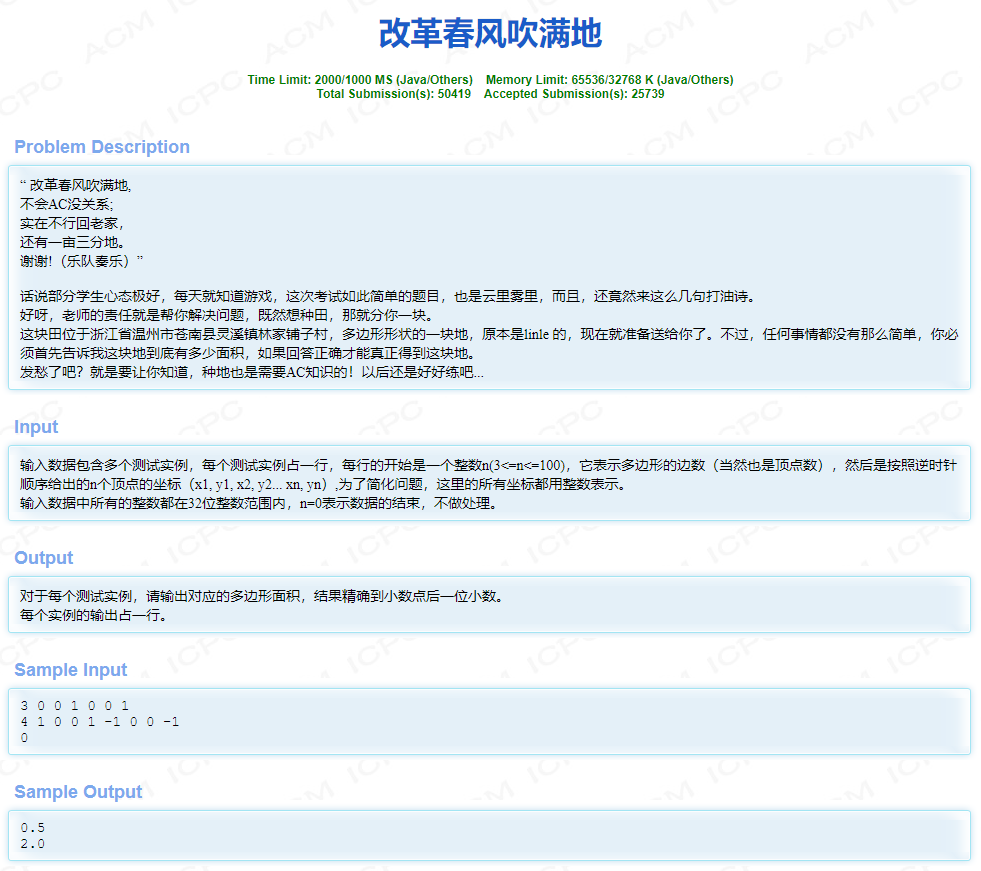 改革春风吹满地
Time Limit: 2000/1000 MS (Java/Others) Memory Limit: 65536/32768 K (Java/Others)
Total Submission(s): 50419 Accepted Submission(s): 25739
Problem Description
“ 改革春风吹满地,
不会AC没关系;
实在不行回老家，
还有一亩三分地。
谢谢!（乐队奏乐）”
话说部分学生心态极好，每天就知道游戏，这次考试如此简单的题目，也是云里雾里，而且，还竟然来这么几句打油诗。
好呀，老师的责任就是帮你解决问题，既然想种田，那就分你一块。
这块田位于浙江省温州市苍南县灵溪镇林家铺子村，多边形形状的一块地，原本是linle 的，现在就准备送给你了。不过，任何事情都没有那么简单，你必
须首先告诉我这块地到底有多少面积，如果回答正确才能真正得到这块地。
发愁了吧？就是要让你知道，种地也是需要AC知识的！以后还是好好练吧...
Input
输入数据包含多个测试实例，每个测试实例占一行，每行的开始是一个整数n(3<=n<=100)，它表示多边形的边数（当然也是顶点数），然后是按照逆时针
顺序给出的n个顶点的坐标（x1, y1, x2, y2... xn, yn）,为了简化问题，这里的所有坐标都用整数表示。
输入数据中所有的整数都在32位整数范围内，n=0表示数据的结束，不做处理。
Output
对于每个测试实例，请输出对应的多边形面积，结果精确到小数点后一位小数。
每个实例的输出占一行。
Sample Input
3 0 0 1 0 0 1
4 1 0 0 1 -1 0 0 -1
0
Sample Output
0.5
2.0